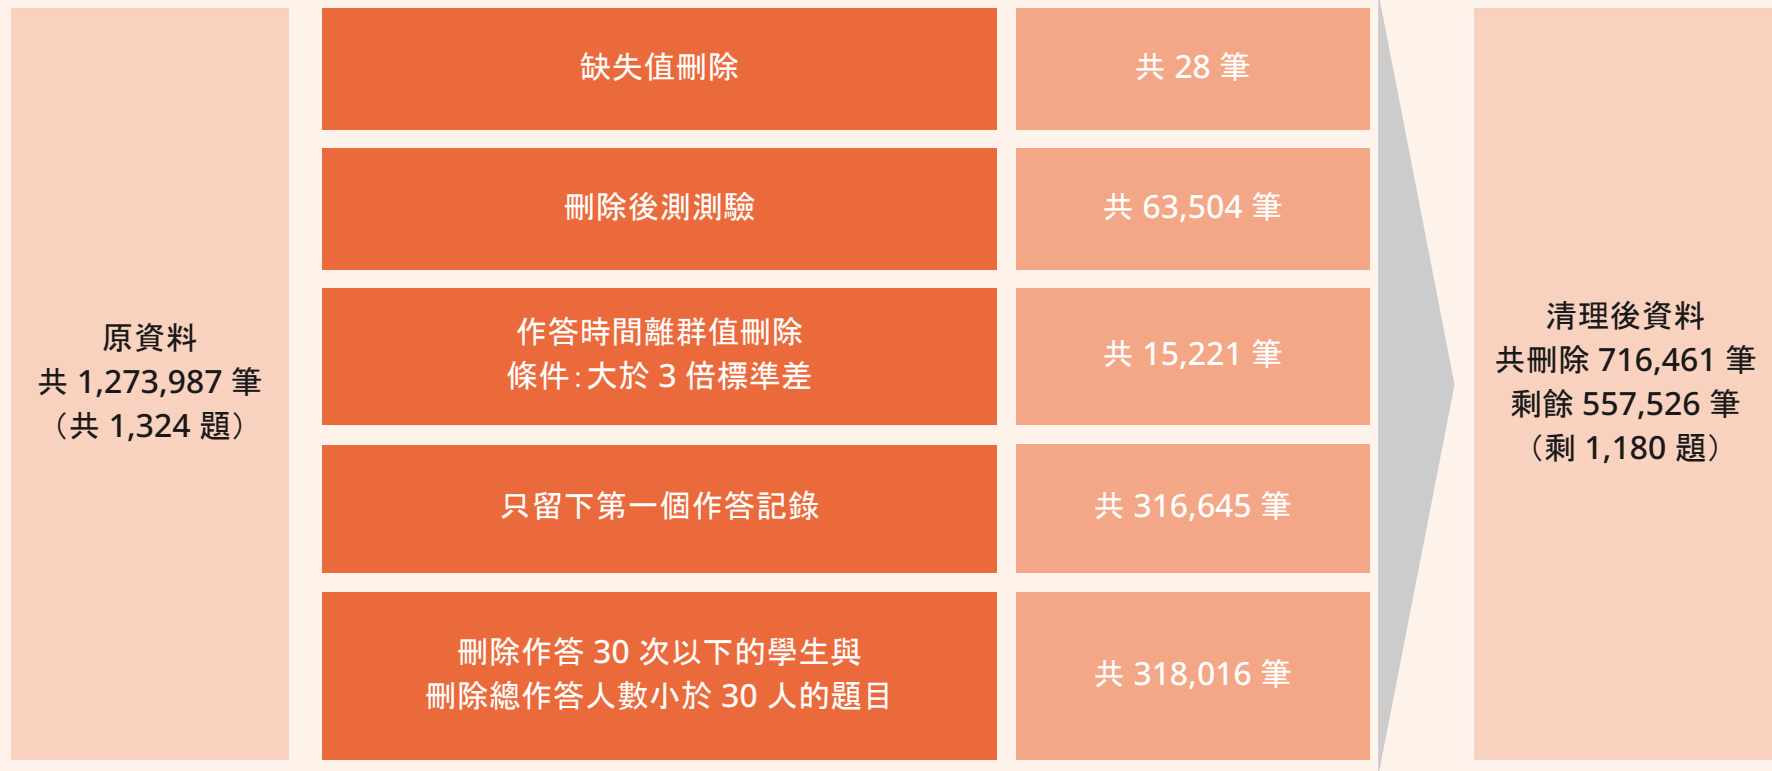 原資料
共 1,273,987 筆
（共 1,324 題）
缺失值刪除
共 28 筆
刪除後測測驗
共 63,504 筆
作答時間離群值刪除
條件：大於 3 倍標準差
共 15,221 筆
只留下第一個作答記錄
共 316,645 筆
刪除作答 30 次以下的學生與
刪除總作答人數小於 30 人的題目
共 318,016 筆
清理後資料
共刪除 716,461 筆
剩餘 557,526 筆
（剩 1,180 題）